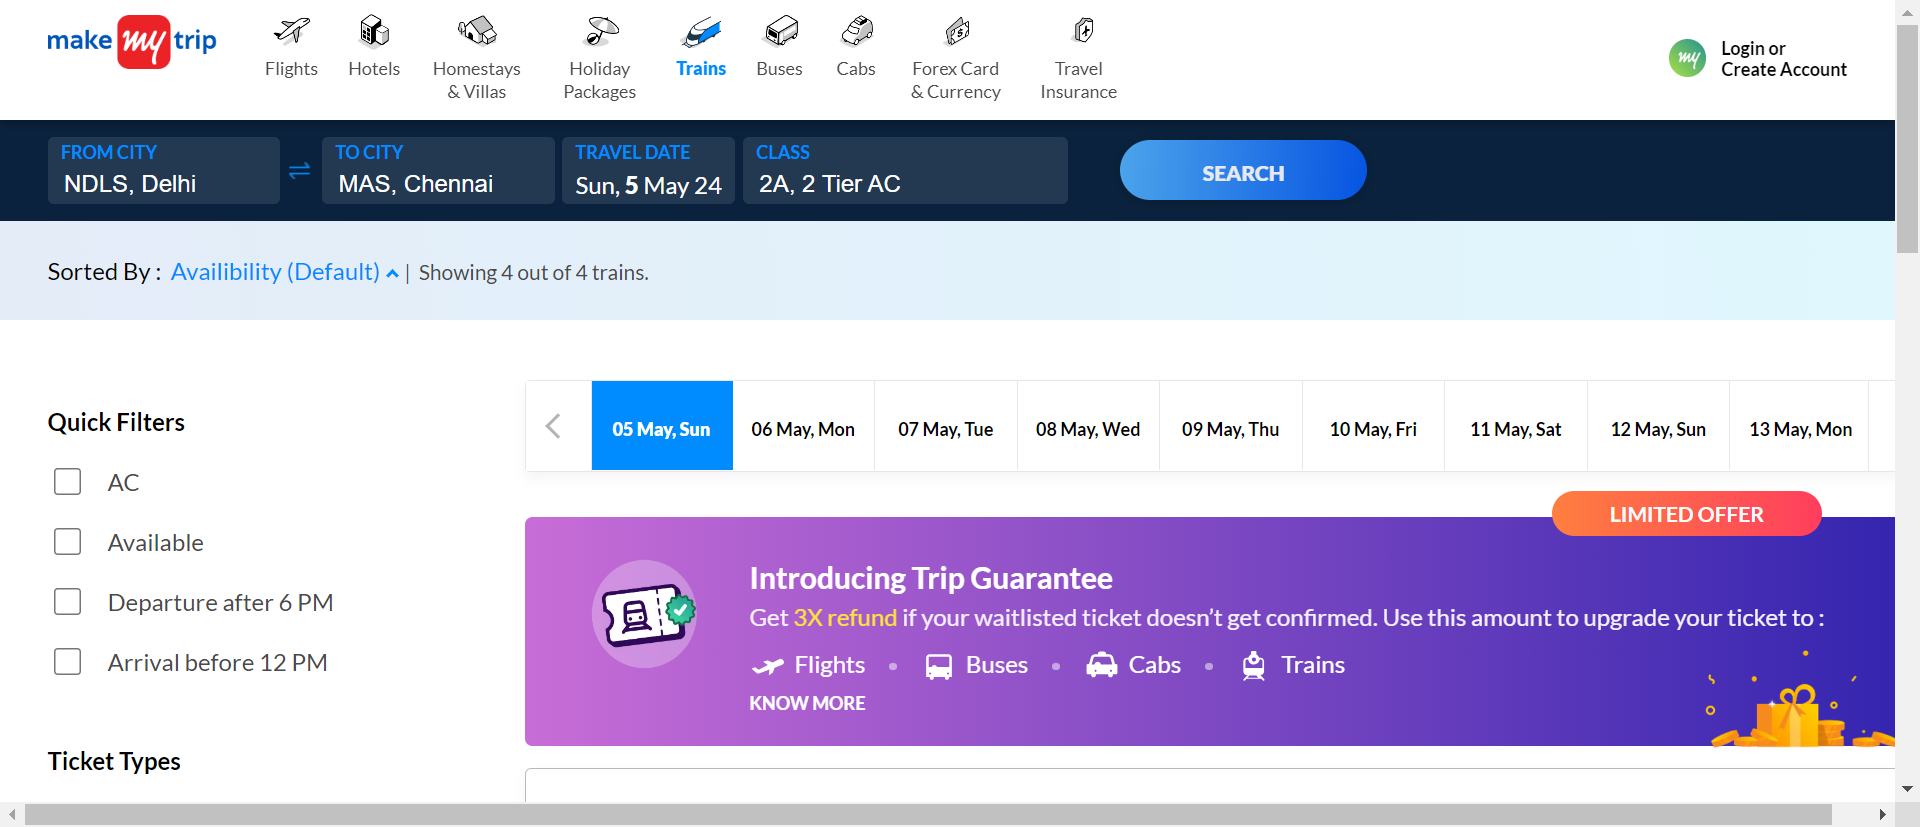 make my trip
Flights
Hotels
Homestays
& Villas
Holiday
Packages
Trains
Buses
Cabs
Forex Card
& Currency
Travel
Insurance
my
Login or
Create Account
FROM CITY
NDLS, Delhi
TO CITY
MAS, Chennai
TRAVEL DATE
Sun, 5 May 24
CLASS
2A, 2 Tier AC
SEARCH
Sorted By : Availibility (Default) | Showing 4 out of 4 trains.
Quick Filters
AC
Available
Departure after 6 PM
Arrival before 12 PM
Ticket Types
05 May, Sun
06 May, Mon
07 May, Tue
08 May, Wed
09 May, Thu
10 May, Fri
11 May, Sat
12 May, Sun
13 May, Mon
LIMITED OFFER
Introducing Trip Guarantee
Get 3X refund if your waitlisted ticket doesn’t get confirmed. Use this amount to upgrade your ticket to :
Flights • Buses • Cabs • Trains
KNOW MORE